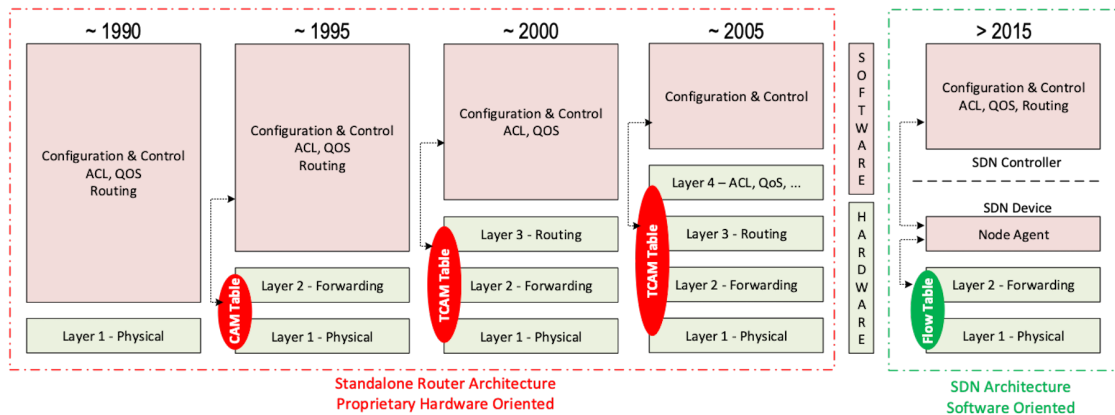 ~ 1990
Configuration & Control
ACL, QOS
Routing
Layer 1 - Physical
~ 1995
Configuration & Control
ACL, QOS
Routing
CAM Table
Layer 2 - Forwarding
Layer 1 - Physical
~ 2000
Configuration & Control
ACL, QOS
TCAM Table
Layer 3 - Routing
Layer 2 - Forwarding
Layer 1 - Physical
~ 2005
Configuration & Control
Layer 4 – ACL, QoS, ...
TCAM Table
Layer 3 - Routing
Layer 2 - Forwarding
Layer 1 - Physical
Standalone Router Architecture
Proprietary Hardware Oriented
SOFTWARE
HARDWARE
> 2015
Configuration & Control
ACL, QOS, Routing
SDN Controller
SDN Device
Node Agent
Flow Table
Layer 2 - Forwarding
Layer 1 - Physical
SDN Architecture
Software Oriented